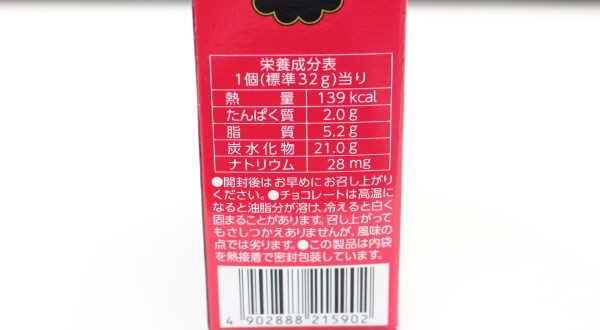 栄養成分表
1個(標準32g)当り
熱量 139 kcal
たんぱく質 2.0 g
脂質 5.2 g
炭水化物 21.0 g
ナトリウム 28 mg
●開封後はお早めにお召し上がり
ください。●チョコレートは高温に
なると油脂分が溶け、冷えると白く
固まることがあります。召し上がって
もさしつかえありませんが、風味の
点では劣ります。●この製品は内袋
を熱接着で密封包装しています。
4 902888 215902